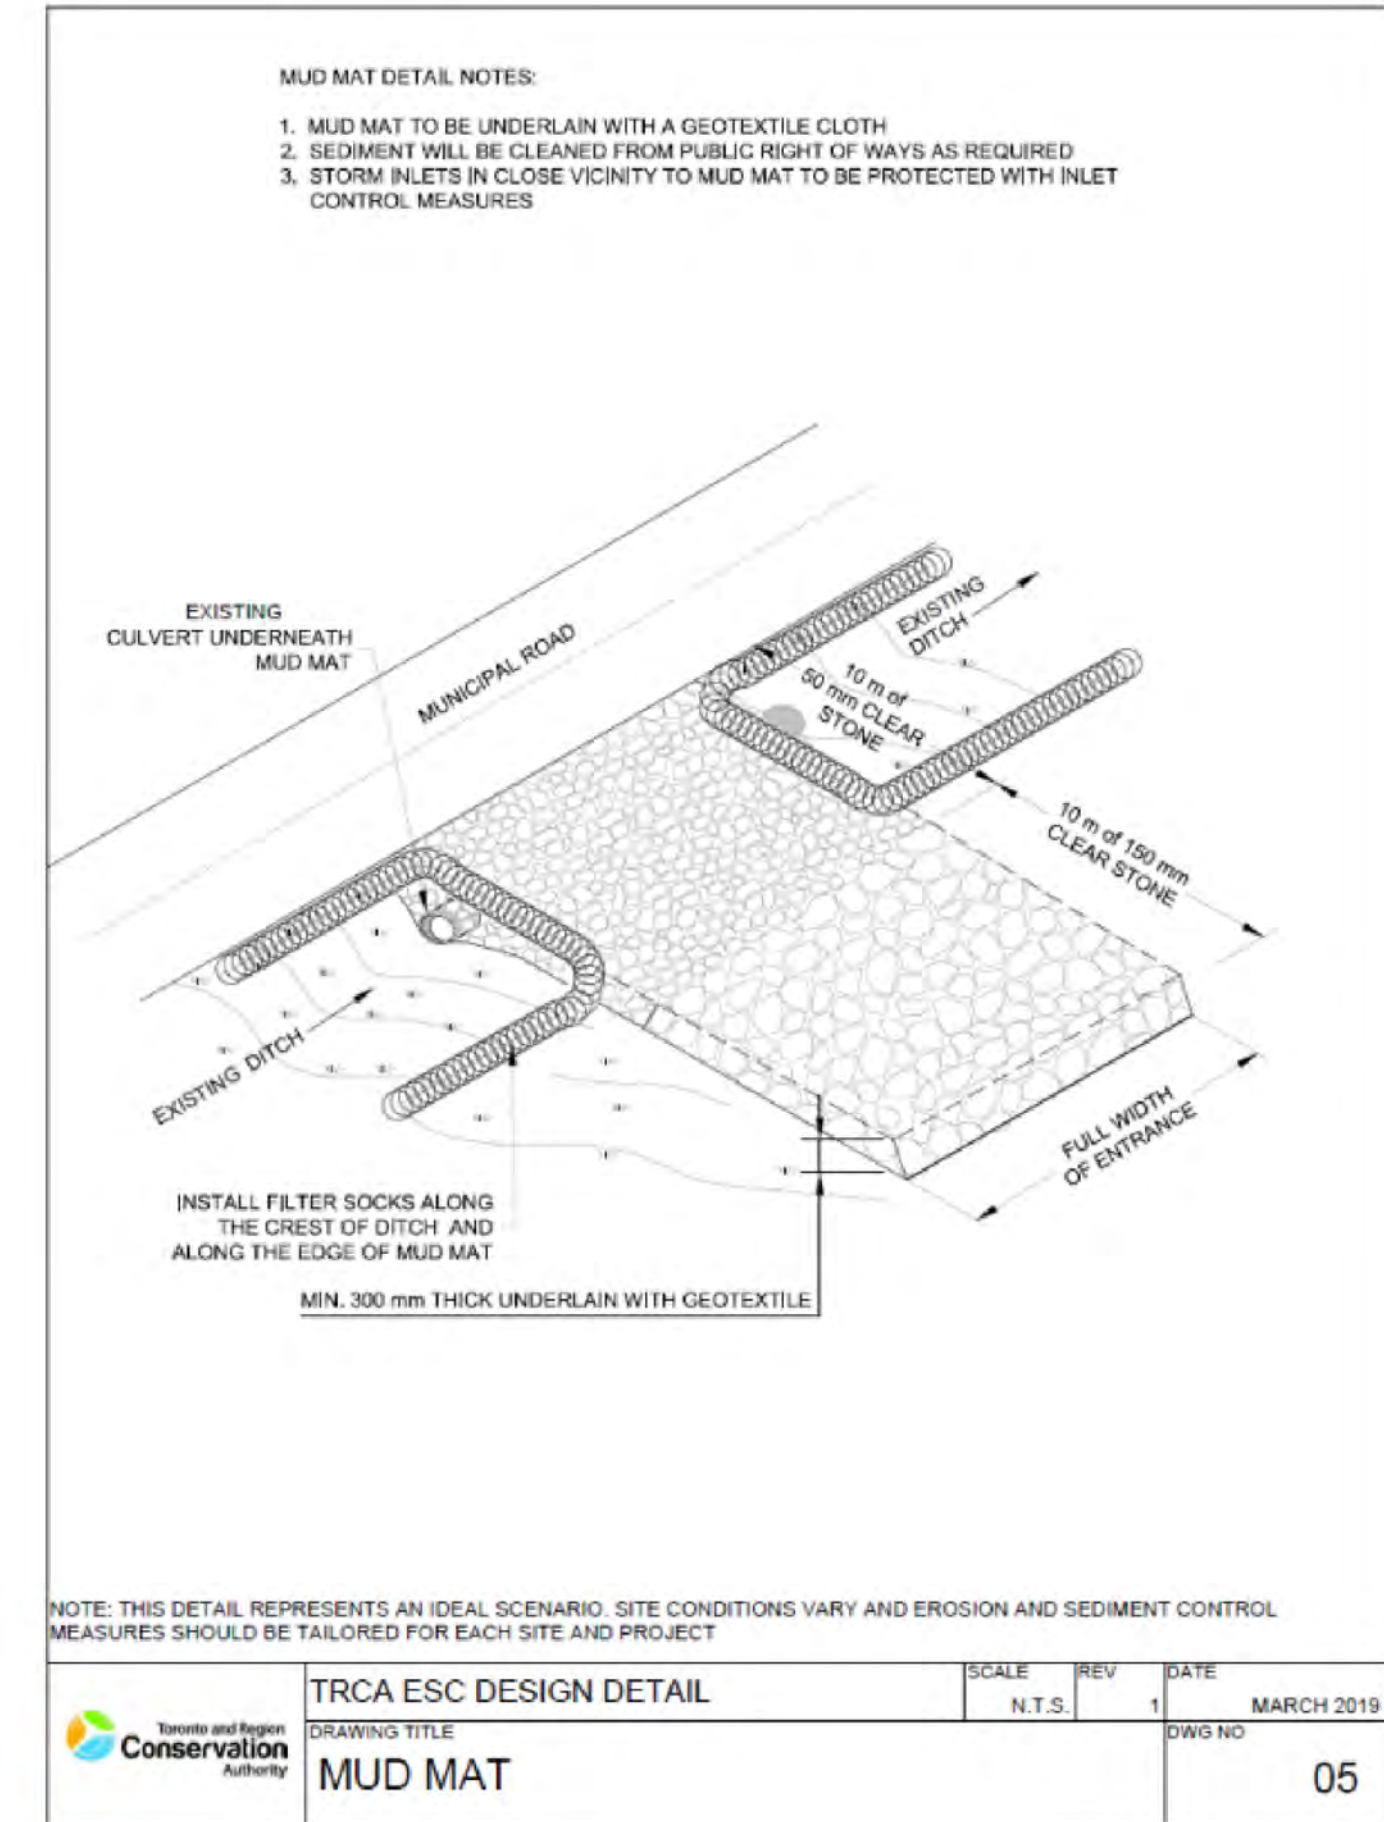 MUD MAT DETAIL NOTES:
1. MUD MAT TO BE UNDERLAIN WITH A GEOTEXTILE CLOTH
2. SEDIMENT WILL BE CLEANED FROM PUBLIC RIGHT OF WAYS AS REQUIRED
3. STORM INLETS IN CLOSE VICINITY TO MUD MAT TO BE PROTECTED WITH INLET
CONTROL MEASURES
EXISTING
CULVERT UNDERNEATH
MUD MAT
MUNICIPAL ROAD
EXISTING
DITCH
10 m of
50 mm CLEAR
STONE
10 m of 150 mm
CLEAR STONE
EXISTING DITCH
FULL WIDTH
OF ENTRANCE
INSTALL FILTER SOCKS ALONG
THE CREST OF DITCH AND
ALONG THE EDGE OF MUD MAT
MIN. 300 mm THICK UNDERLAIN WITH GEOTEXTILE
NOTE: THIS DETAIL REPRESENTS AN IDEAL SCENARIO. SITE CONDITIONS VARY AND EROSION AND SEDIMENT CONTROL
MEASURES SHOULD BE TAILORED FOR EACH SITE AND PROJECT
Toronto and Region
Conservation
Authority
TRCA ESC DESIGN DETAIL
SCALE
N.T.S.
REV
1
DATE
MARCH 2019
DRAWING TITLE
MUD MAT
DWG NO
05